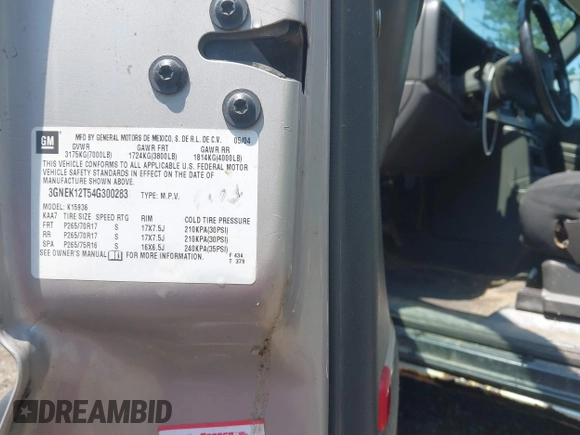 GM
MFD BY GENERAL MOTORS DE MEXICO, S. DE R.L. DE C.V. 05/04
GVWR GAWR FRT GAWR RR
3175KG(7000LB) 1724KG(3800LB) 1814KG(4000LB)
THIS VEHICLE CONFORMS TO ALL APPLICABLE U.S. FEDERAL MOTOR
VEHICLE SAFETY STANDARDS IN EFFECT ON THE DATE OF
MANUFACTURE SHOWN ABOVE.
3GNEK12T54G300283 TYPE: M.P.V.
MODEL: K15936
KAA7 TIRE SIZE SPEED RTG RIM COLD TIRE PRESSURE
FRT P265/70R17 S 17X7.5J 210KPA(30PSI)
RR P265/70R17 S 17X7.5J 210KPA(30PSI)
SPA P265/75R16 S 16X6.5J 240KPA(35PSI)
SEE OWNER'S MANUAL FOR MORE INFORMATION. F 434
T 379
DREAMBID